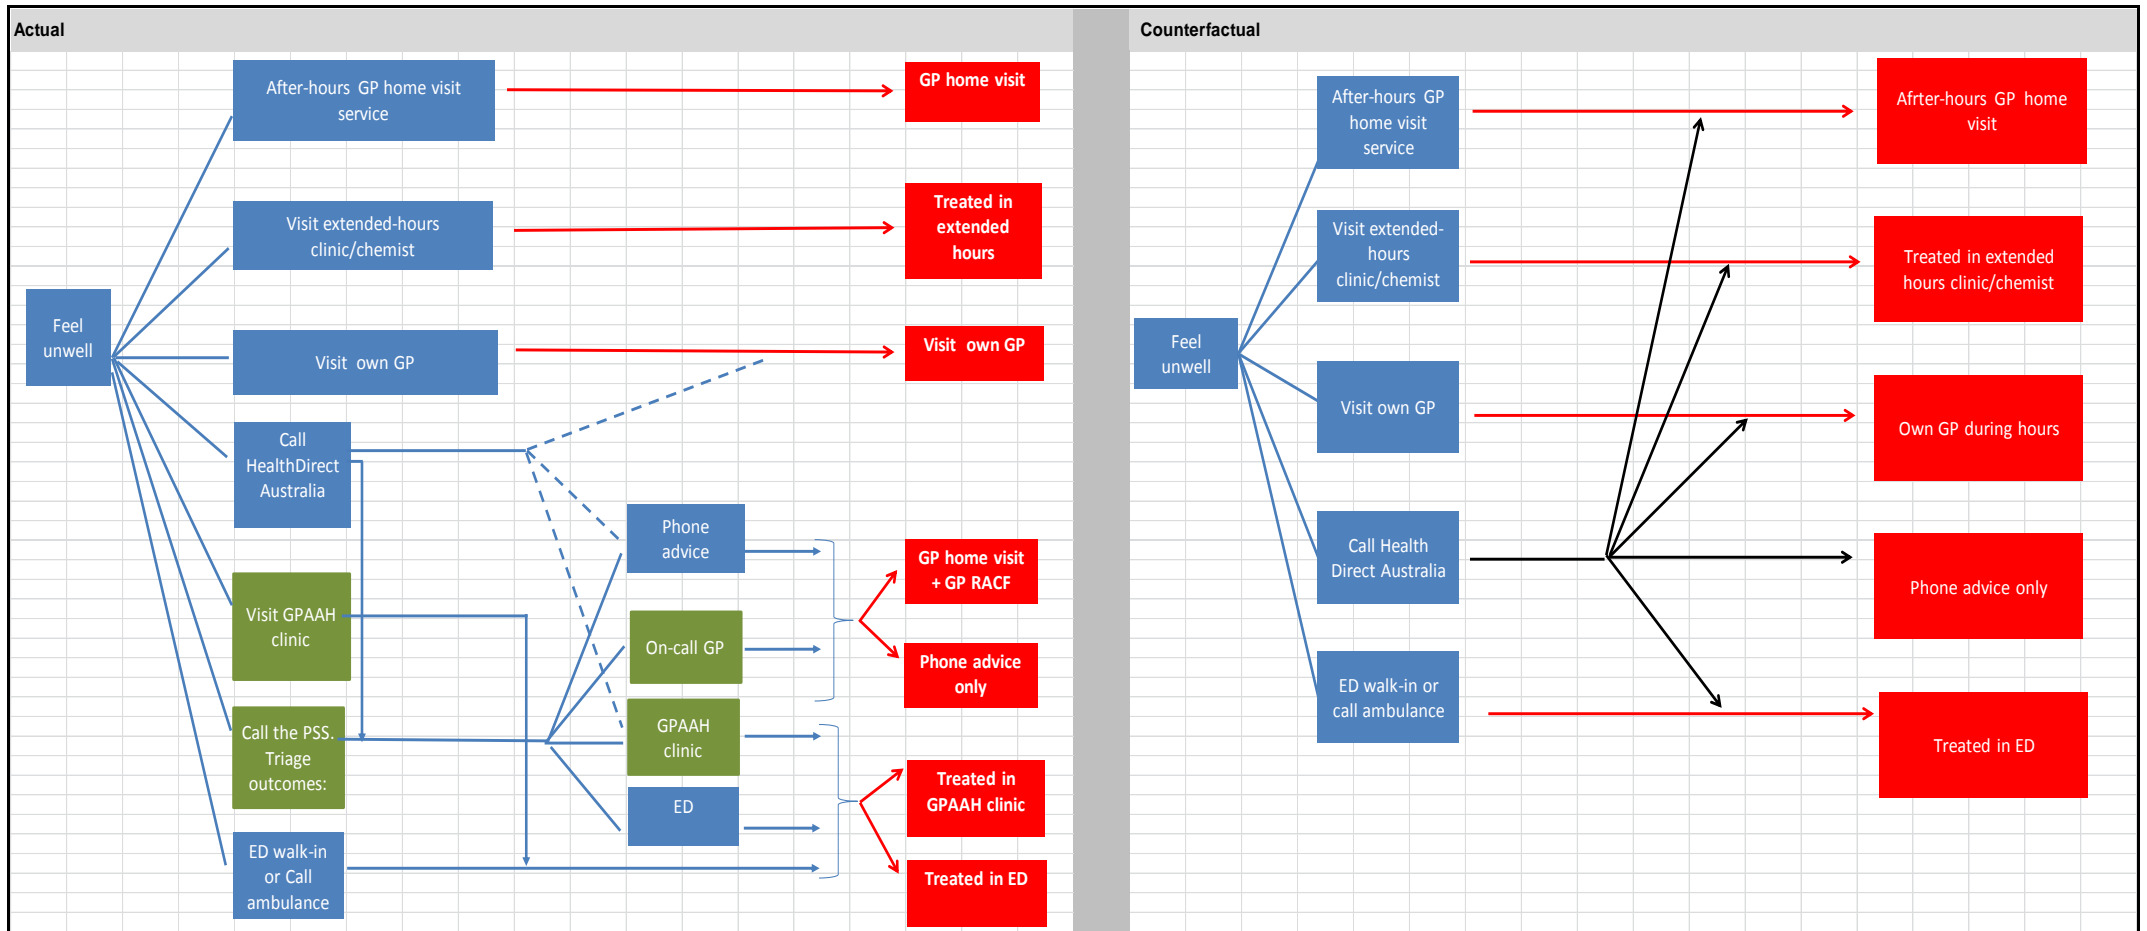 Actual
After-hours GP home visit
service
GP home visit
Visit extended-hours
clinic/chemist
Treated in
extended
hours
Feel
unwell
Visit own GP
Visit own GP
Call
HealthDirect
Australia
Phone
advice
GP home visit
+ GP RACF
Visit GPAAH
clinic
On-call GP
Phone advice
only
Call the PSS.
Triage
outcomes:
GPAAH
clinic
Treated in
GPAAH clinic
ED
ED walk-in
or Call
ambulance
Treated in ED
Counterfactual
After-hours GP
home visit
service
Afrter-hours GP home
visit
Visit extended-
hours
clinic/chemist
Treated in extended
hours clinic/chemist
Feel
unwell
Visit own GP
Own GP during hours
Call Health
Direct Australia
Phone advice only
ED walk-in or
call ambulance
Treated in ED